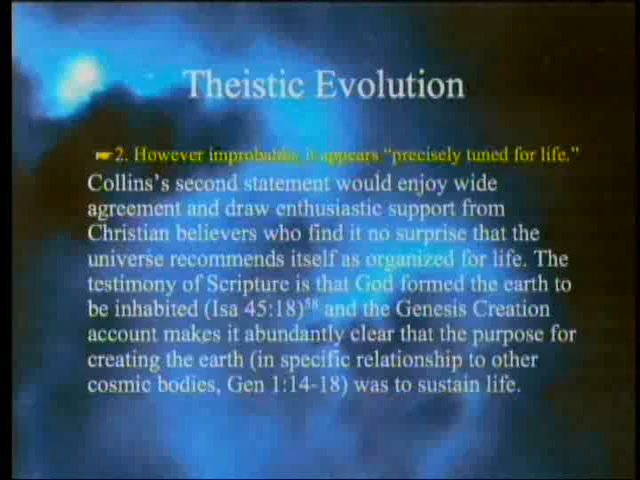 Theistic Evolution
2. However improbable, it appears “precisely tuned for life.”
Collins’s second statement would enjoy wide
agreement and draw enthusiastic support from
Christian believers who find it no surprise that the
universe recommends itself as organized for life. The
testimony of Scripture is that God formed the earth to
be inhabited (Isa 45:18)⁵⁸ and the Genesis Creation
account makes it abundantly clear that the purpose for
creating the earth (in specific relationship to other
cosmic bodies, Gen 1:14-18) was to sustain life.